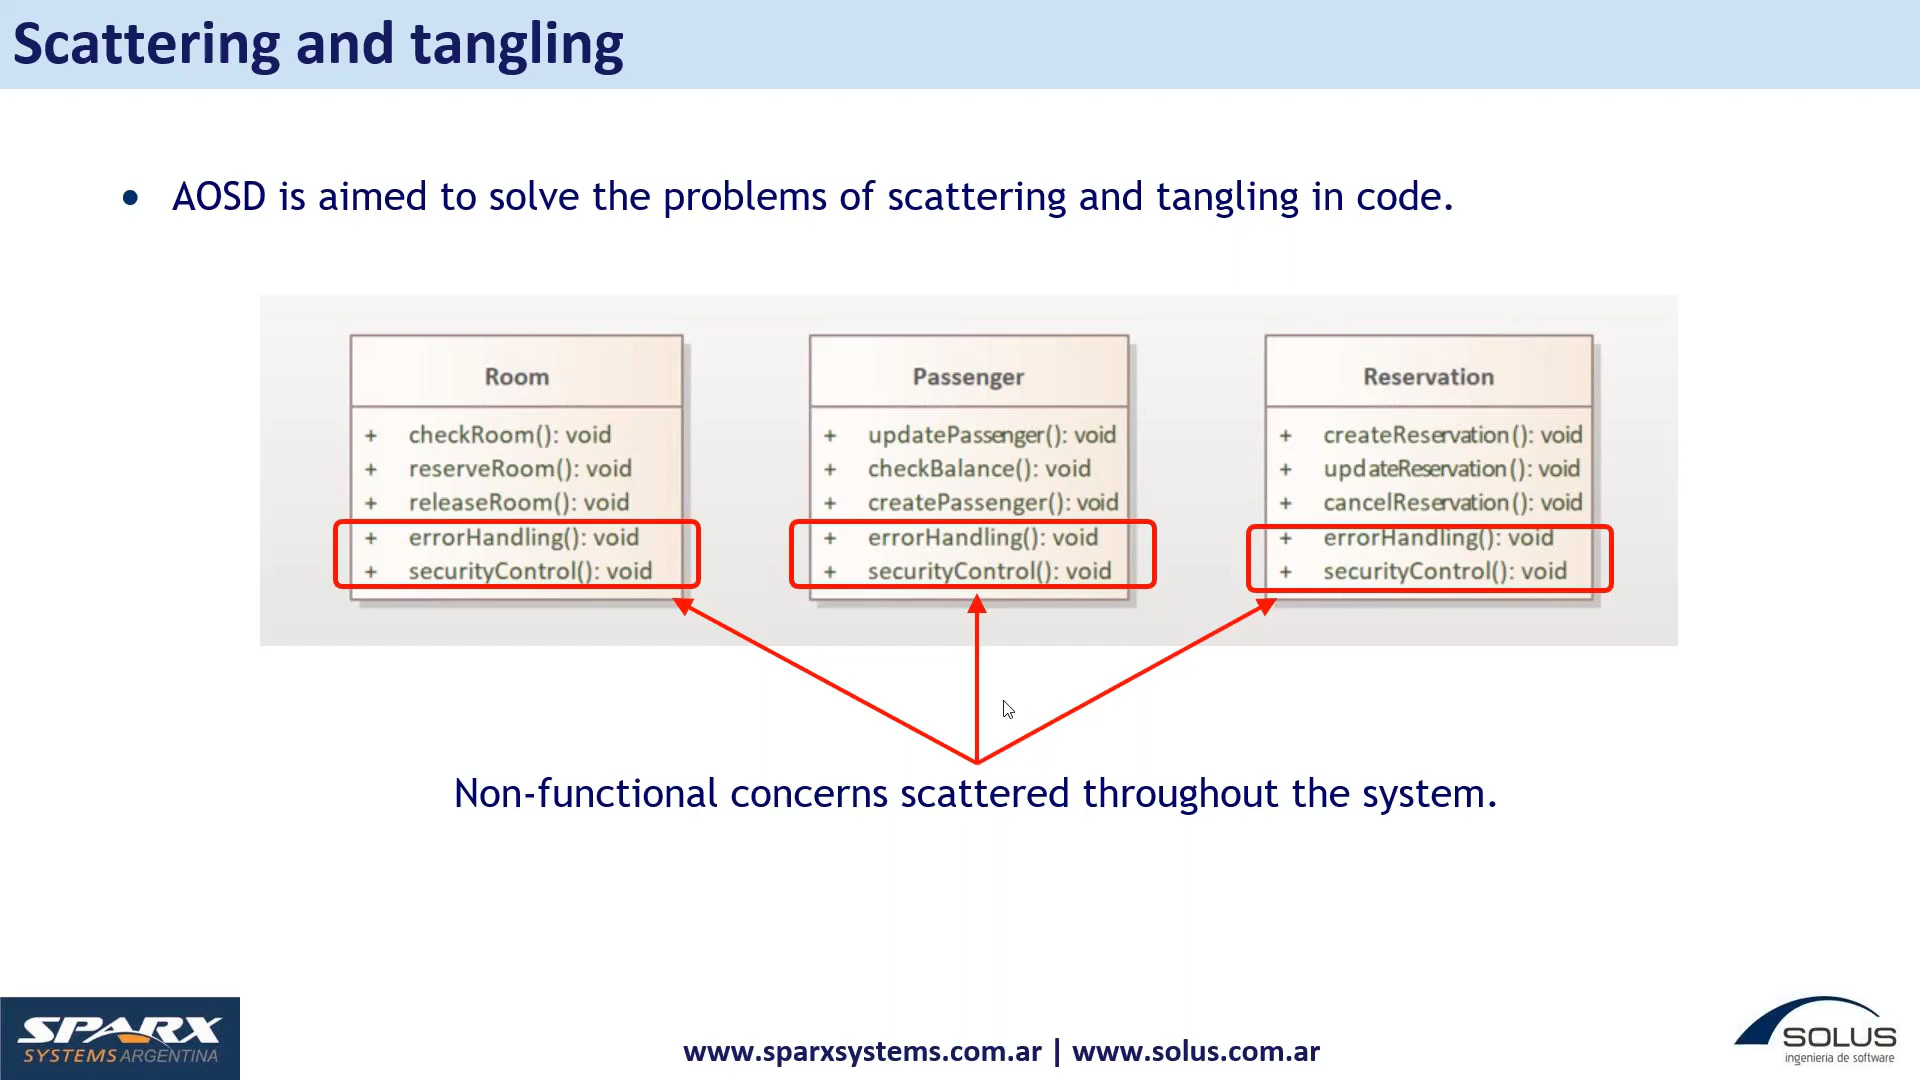 Scattering and tangling
• AOSD is aimed to solve the problems of scattering and tangling in code.
Room
+ checkRoom(): void
+ reserveRoom(): void
+ releaseRoom(): void
+ errorHandling(): void
+ securityControl(): void
Passenger
+ updatePassenger(): void
+ checkBalance(): void
+ createPassenger(): void
+ errorHandling(): void
+ securityControl(): void
Reservation
+ createReservation(): void
+ updateReservation(): void
+ cancelReservation(): void
+ errorHandling(): void
+ securityControl(): void
Non-functional concerns scattered throughout the system.
SPARX
SYSTEMS ARGENTINA
www.sparxsystems.com.ar | www.solus.com.ar
SOLUS
ingenieria de software